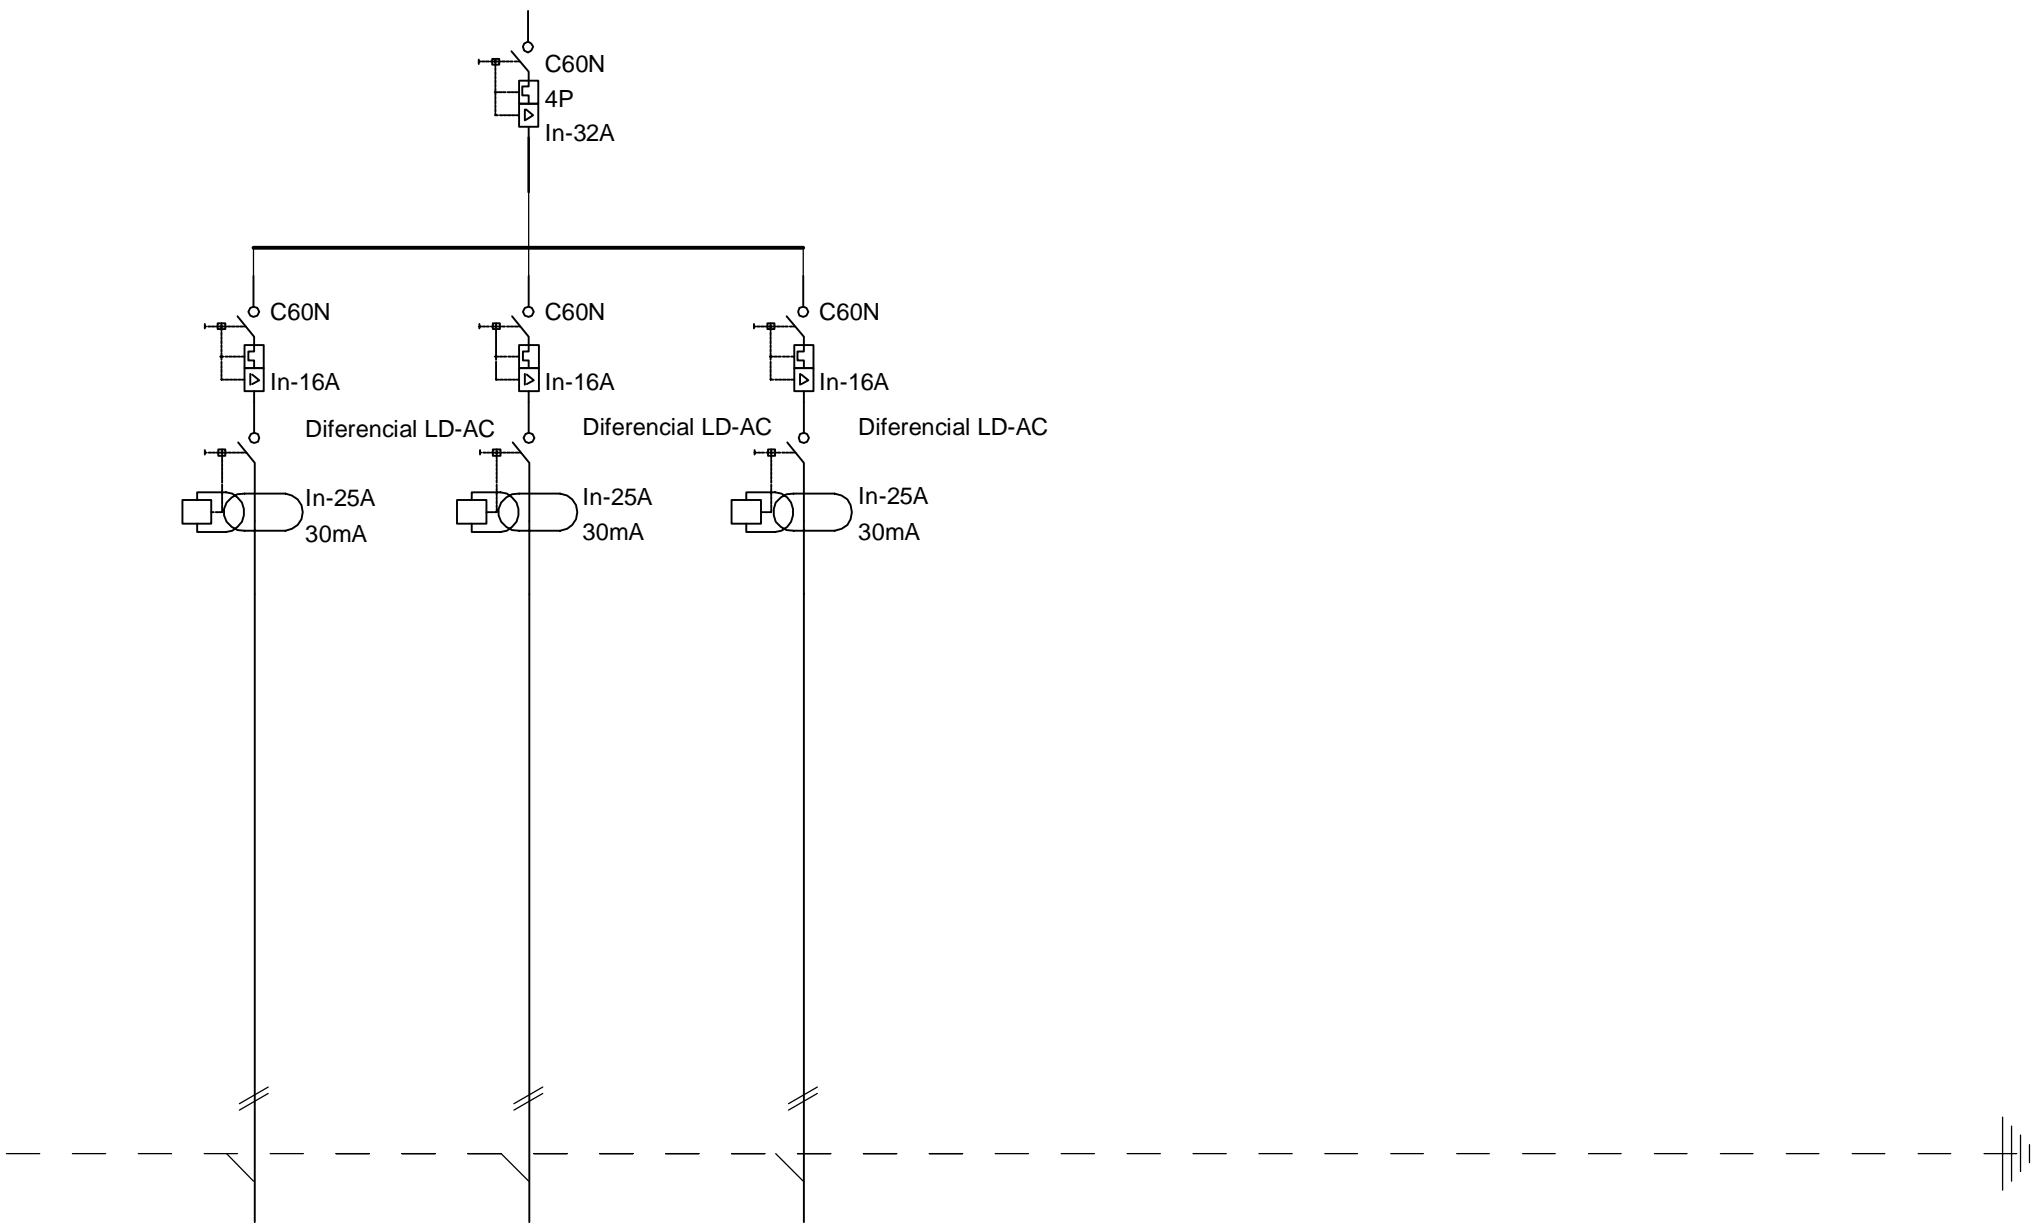 C60N
4P
In-32A
C60N
In-16A
Diferencial LD-AC
In-25A
30mA
C60N
In-16A
Diferencial LD-AC
In-25A
30mA
C60N
In-16A
Diferencial LD-AC
In-25A
30mA